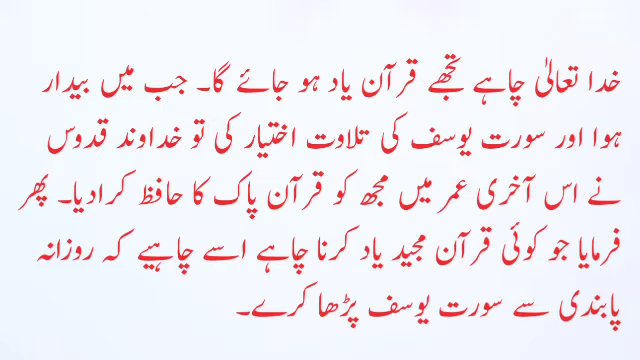 خدا تعالیٰ چاہے تجھے قرآن یاد ہو جائے گا۔ جب میں بیدار
ہوا اور سورت یوسف کی تلاوت اختیار کی تو خداوند قدوس
نے اس آخری عمر میں مجھ کو قرآن پاک کا حافظ کرادیا۔ پھر
فرمایا جو کوئی قرآن مجید یاد کرنا چاہے اسے چاہیے کہ روزانہ
پابندی سے سورت یوسف پڑھا کرے۔